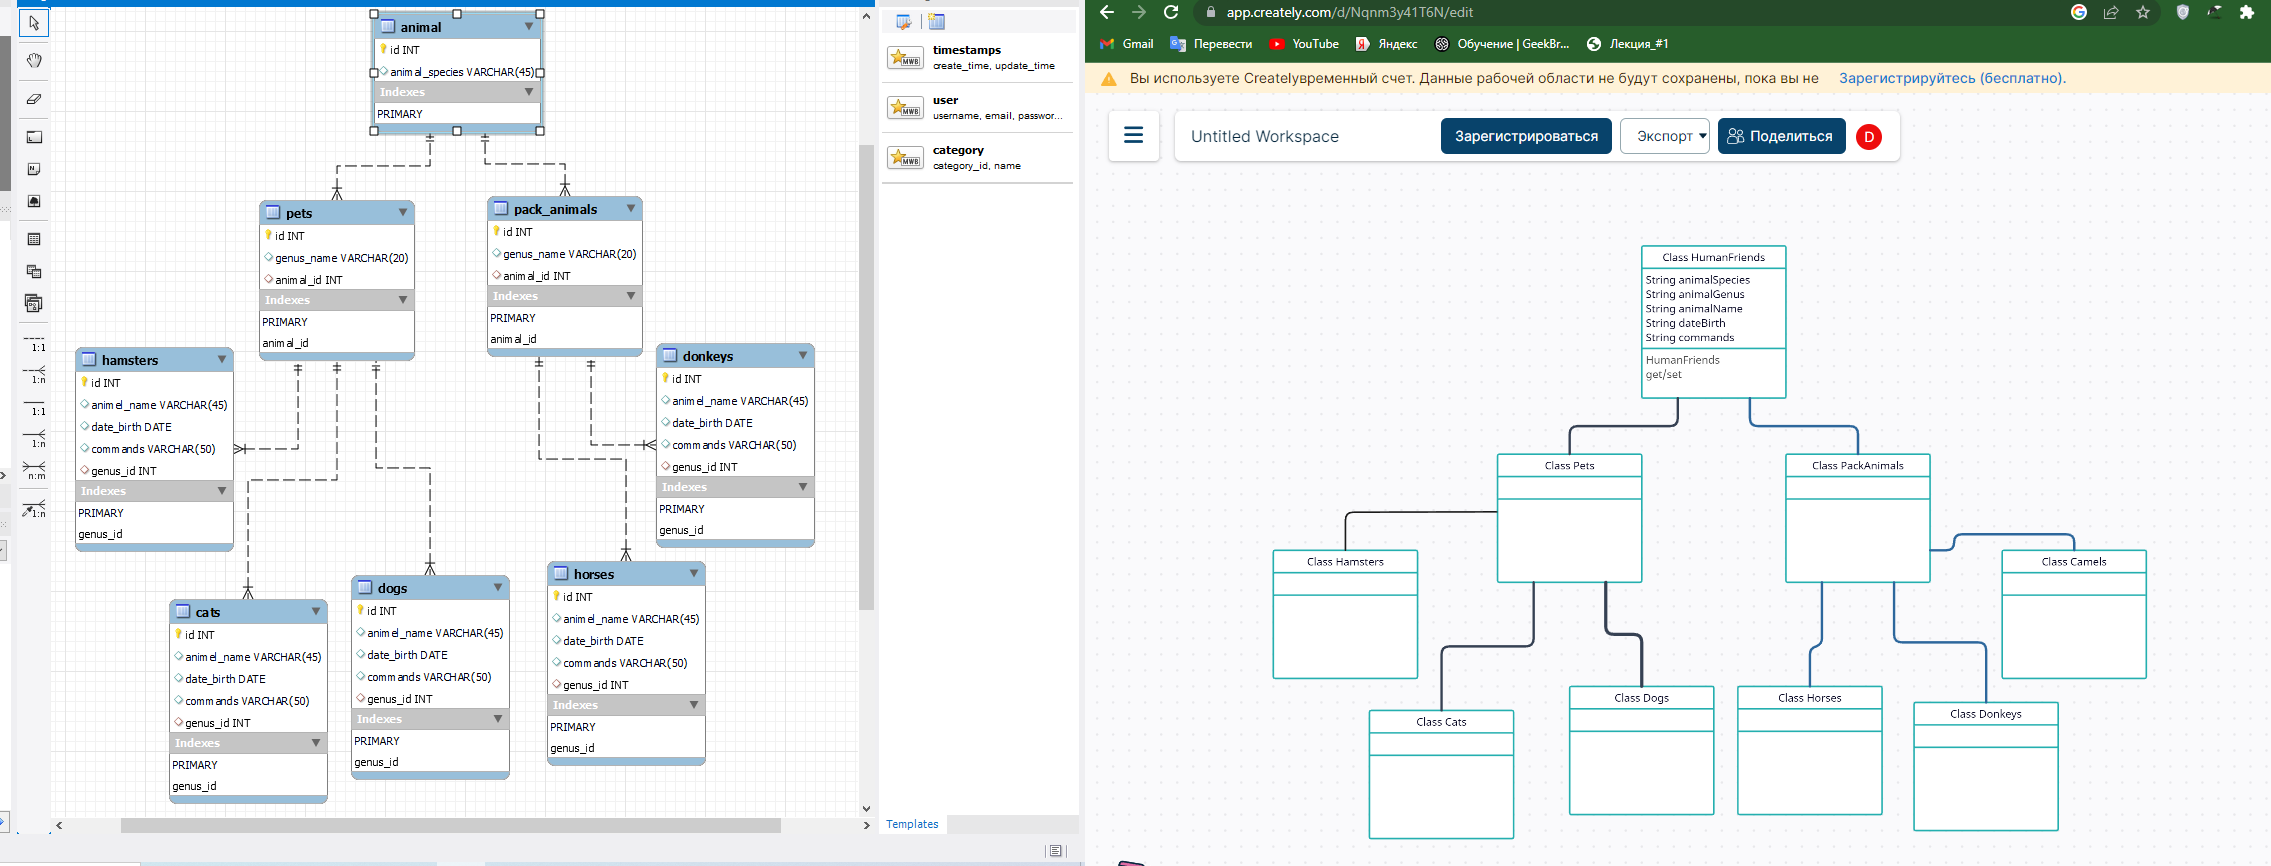 animal
id INT
animal_species VARCHAR(45)
Indexes
PRIMARY
pets
id INT
genus_name VARCHAR(20)
animal_id INT
Indexes
PRIMARY
animal_id
pack_animals
id INT
genus_name VARCHAR(20)
animal_id INT
Indexes
PRIMARY
animal_id
hamsters
id INT
animel_name VARCHAR(45)
date_birth DATE
commands VARCHAR(50)
genus_id INT
Indexes
PRIMARY
genus_id
donkeys
id INT
animel_name VARCHAR(45)
date_birth DATE
commands VARCHAR(50)
genus_id INT
Indexes
PRIMARY
genus_id
cats
id INT
animel_name VARCHAR(45)
date_birth DATE
commands VARCHAR(50)
genus_id INT
Indexes
PRIMARY
genus_id
dogs
id INT
animel_name VARCHAR(45)
date_birth DATE
commands VARCHAR(50)
genus_id INT
Indexes
PRIMARY
genus_id
horses
id INT
animel_name VARCHAR(45)
date_birth DATE
commands VARCHAR(50)
genus_id INT
Indexes
PRIMARY
genus_id
1:1
1:n
1:1
1:n
n:m
1:n
MWB
timestamps
create_time, update_time
MWB
user
username, email, passwor...
MWB
category
category_id, name
Templates
app.creately.com/d/Nqnm3y41T6N/edit
Gmail
Перевести
YouTube
Яндекс
Обучение | GeekBr...
Лекция_#1
Вы используете Createlyвременный счет. Данные рабочей области не будут сохранены, пока вы не Зарегистрируйтесь (бесплатно).
Untitled Workspace
Зарегистрироваться
Экспорт
Поделиться
D
Class HumanFriends
String animalSpecies
String animalGenus
String animalName
String dateBirth
String commands
HumanFriends
get/set
Class Pets
Class PackAnimals
Class Hamsters
Class Camels
Class Cats
Class Dogs
Class Horses
Class Donkeys